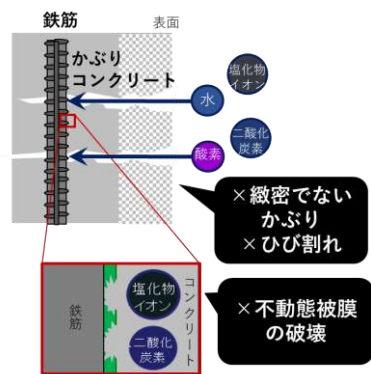 鉄筋
表面
かぶり
コンクリート
塩化物
イオン
水
二酸化
炭素
酸素
×緻密でない
かぶり
×ひび割れ
鉄筋
塩化物
イオン
二酸化
炭素
コンクリート
×不動態被膜
の破壊